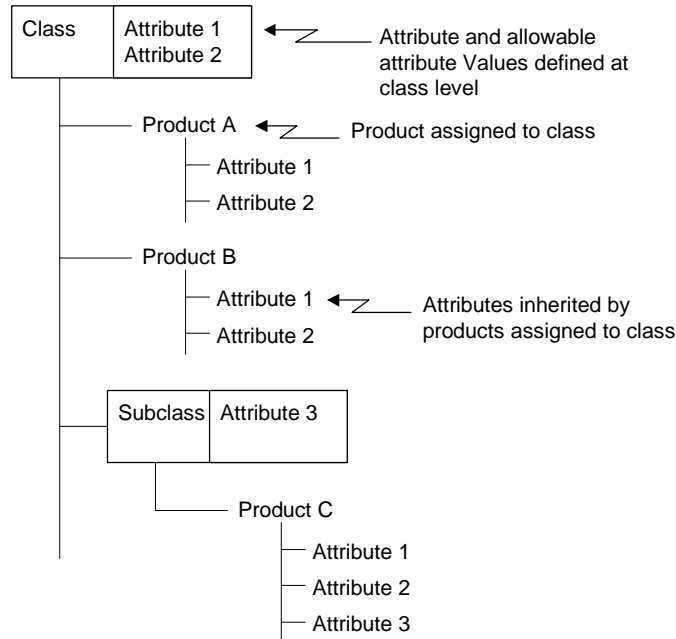 Class
Attribute 1
Attribute 2
Attribute and allowable
attribute Values defined at
class level
Product A
Product assigned to class
Attribute 1
Attribute 2
Product B
Attribute 1
Attributes inherited by
products assigned to class
Attribute 2
Subclass
Attribute 3
Product C
Attribute 1
Attribute 2
Attribute 3